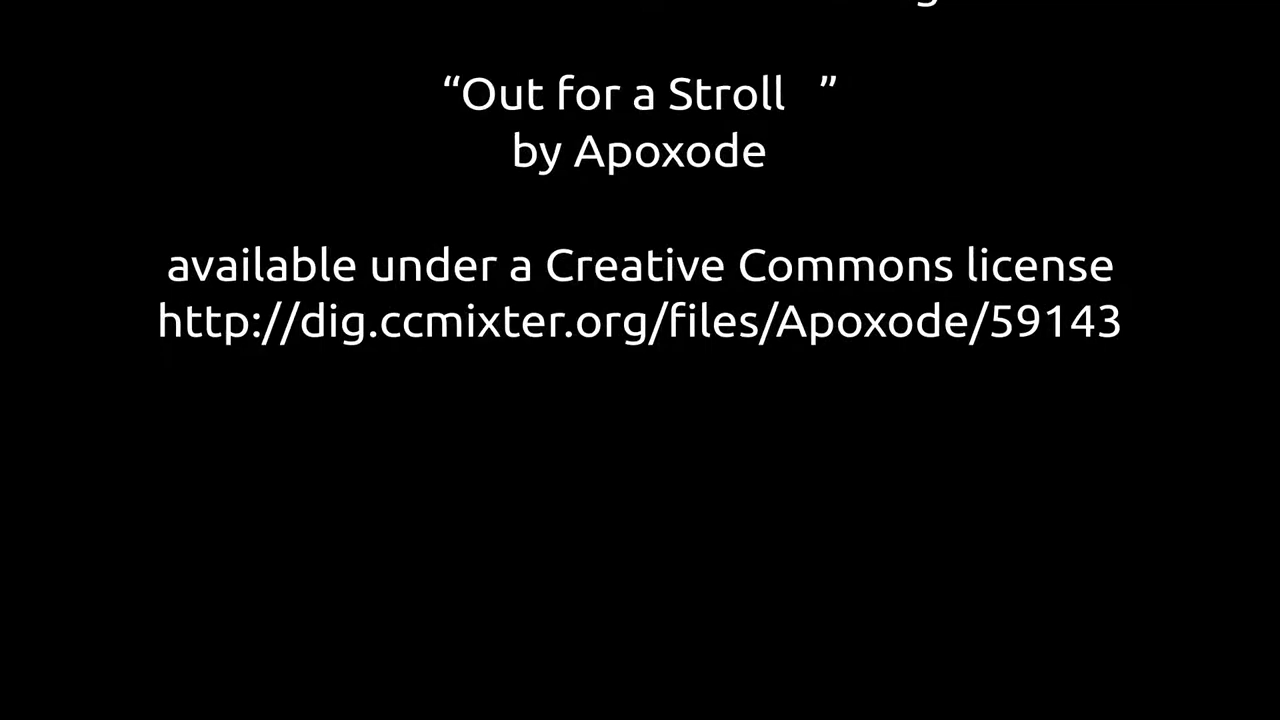 “Out for a Stroll   ”
by Apoxode
available under a Creative Commons license
http://dig.ccmixter.org/files/Apoxode/59143